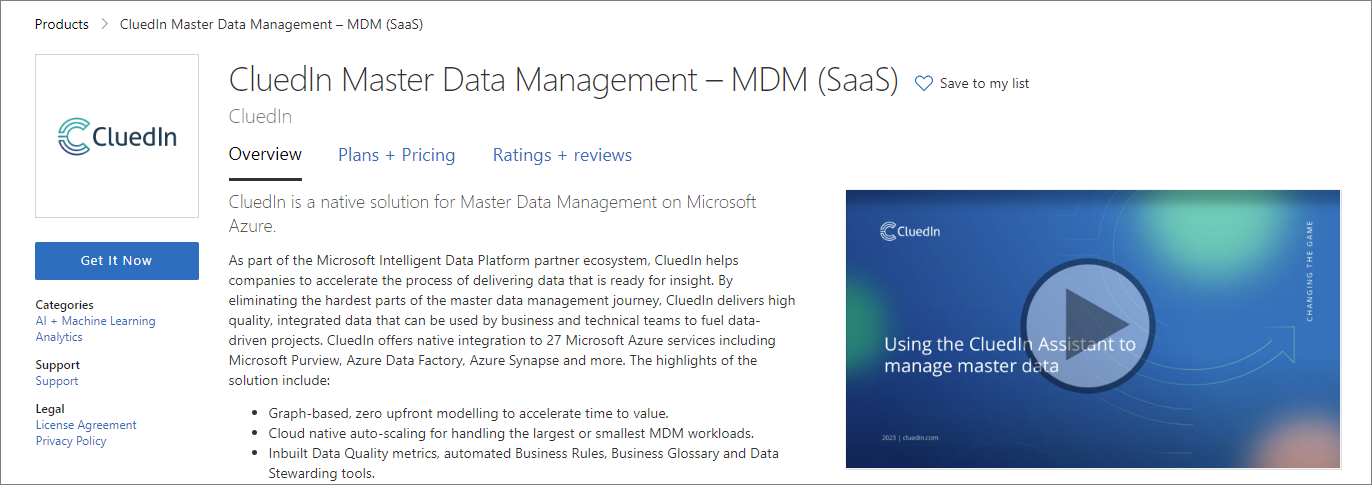 Products > CluedIn Master Data Management – MDM (SaaS)
CluedIn
CluedIn Master Data Management – MDM (SaaS)
Save to my list
CluedIn
Overview
Plans + Pricing
Ratings + reviews
CluedIn is a native solution for Master Data Management on Microsoft
Azure.
As part of the Microsoft Intelligent Data Platform partner ecosystem, CluedIn helps
companies to accelerate the process of delivering data that is ready for insight. By
eliminating the hardest parts of the master data management journey, CluedIn delivers high
quality, integrated data that can be used by business and technical teams to fuel data-
driven projects. CluedIn offers native integration to 27 Microsoft Azure services including
Microsoft Purview, Azure Data Factory, Azure Synapse and more. The highlights of the
solution include:
• Graph-based, zero upfront modelling to accelerate time to value.
• Cloud native auto-scaling for handling the largest or smallest MDM workloads.
• Inbuilt Data Quality metrics, automated Business Rules, Business Glossary and Data
Stewarding tools.
Get It Now
Categories
AI + Machine Learning
Analytics
Support
Support
Legal
License Agreement
Privacy Policy
CluedIn
CHANGING THE GAME
Using the CluedIn Assistant to
manage master data
2023 | cluedin.com